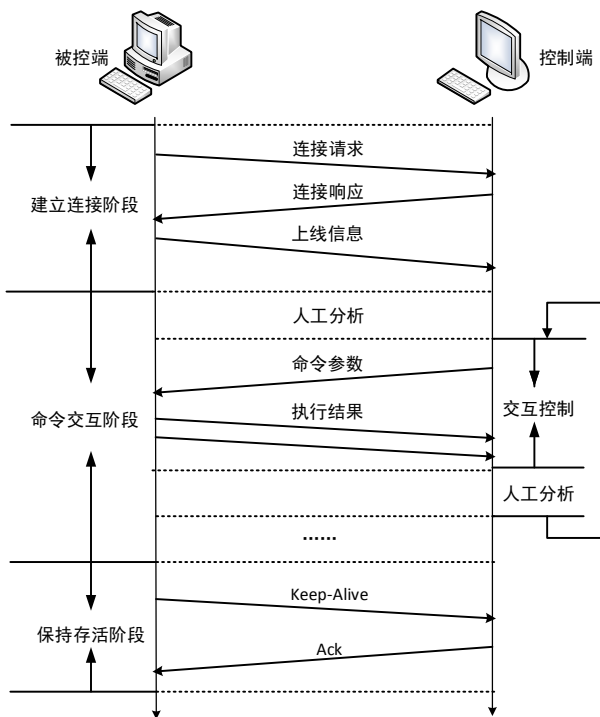 被控端
控制端
连接请求
连接响应
建立连接阶段
上线信息
人工分析
命令参数
执行结果
交互控制
命令交互阶段
人工分析
......
Keep-Alive
保持存活阶段
Ack